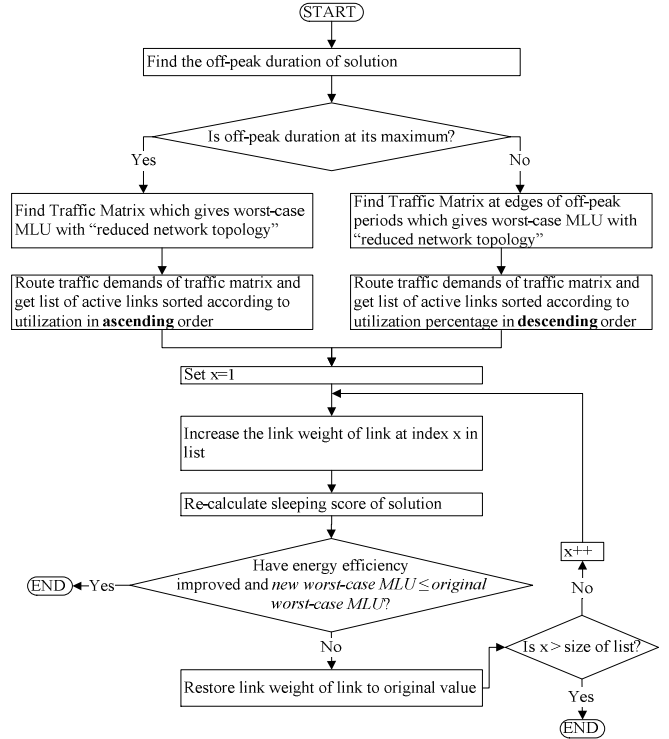 START
Find the off-peak duration of solution
Is off-peak duration at its maximum?
Yes
No
Find Traffic Matrix which gives worst-case
MLU with “reduced network topology”
Find Traffic Matrix at edges of off-peak
periods which gives worst-case MLU with
“reduced network topology”
Route traffic demands of traffic matrix and
get list of active links sorted according to
utilization in ascending order
Route traffic demands of traffic matrix and
get list of active links sorted according to
utilization percentage in descending order
Set x=1
Increase the link weight of link at index x in
list
Re-calculate sleeping score of solution
Have energy efficiency
improved and new worst-case MLU ≤ original
worst-case MLU?
Yes
END
No
Restore link weight of link to original value
x++
No
Is x > size of list?
Yes
END